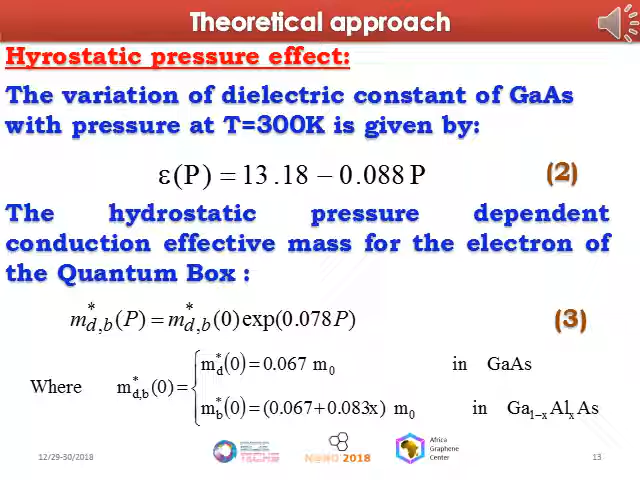 Theoretical approach
Hyrostatic pressure effect:
The variation of dielectric constant of GaAs
with pressure at T=300K is given by:
ε(P) = 13.18 − 0.088 P (2)
The hydrostatic pressure dependent
conduction effective mass for the electron of
the Quantum Box :
m*d,b(P) = m*d,b(0)exp(0.078P) (3)
m*d(0) = 0.067 m0 in GaAs
Where m*d,b(0) =
m*b(0) = (0.067+0.083x) m0 in Ga1−xAlxAs
12/29-30/2018
NANO 2018
Africa
Graphene
Center
13